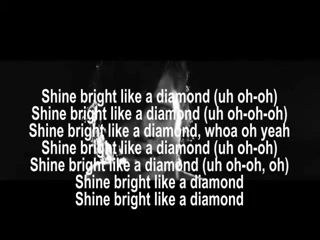 Shine bright like a diamond (uh oh-oh)
Shine bright like a diamond (uh oh-oh-oh)
Shine bright like a diamond, whoa oh yeah
Shine bright like a diamond (uh oh-oh)
Shine bright like a diamond (uh oh-oh, oh)
Shine bright like a diamond
Shine bright like a diamond